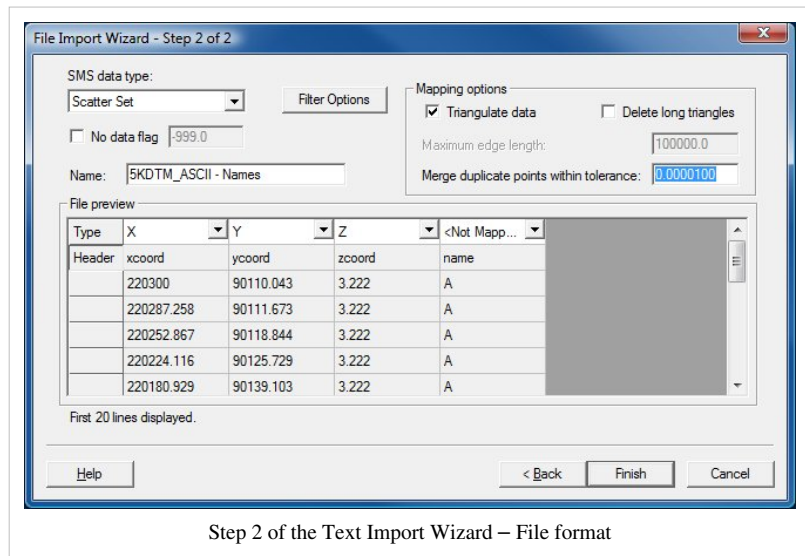 File Import Wizard - Step 2 of 2
SMS data type:
Scatter Set
Filter Options
No data flag -999.0
Name: 5KDTM_ASCII - Names
Mapping options
Triangulate data Delete long triangles
Maximum edge length: 100000.0
Merge duplicate points within tolerance: 0.0000100
File preview
Type X Y Z <Not Mapp...
Header xcoord ycoord zcoord name
220300 90110.043 3.222 A
220287.258 90111.673 3.222 A
220252.867 90118.844 3.222 A
220224.116 90125.729 3.222 A
220180.929 90139.103 3.222 A
First 20 lines displayed.
Help < Back Finish Cancel
Step 2 of the Text Import Wizard – File format